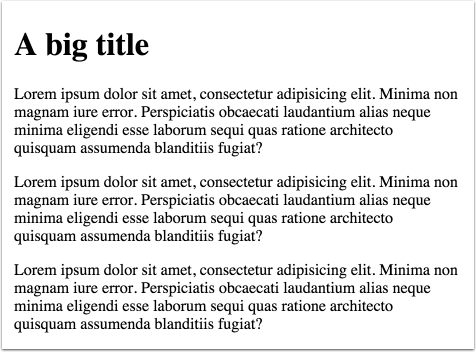 A big title
Lorem ipsum dolor sit amet, consectetur adipisicing elit. Minima non
magnam iure error. Perspiciatis obcaecati laudantium alias neque
minima eligendi esse laborum sequi quas ratione architecto
quisquam assumenda blanditiis fugiat?
Lorem ipsum dolor sit amet, consectetur adipisicing elit. Minima non
magnam iure error. Perspiciatis obcaecati laudantium alias neque
minima eligendi esse laborum sequi quas ratione architecto
quisquam assumenda blanditiis fugiat?
Lorem ipsum dolor sit amet, consectetur adipisicing elit. Minima non
magnam iure error. Perspiciatis obcaecati laudantium alias neque
minima eligendi esse laborum sequi quas ratione architecto
quisquam assumenda blanditiis fugiat?